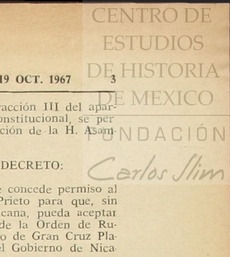 CENTRO DE
ESTUDIOS
DE HISTORIA
19 OCT. 1967 3
DE MEXICO
FUNDACIÓN
Carlos Slim
acción III del apar-
onstitucional, se per
ción de la H. Asam
DECRETO:
e concede permiso al
Prieto para que, sin
icana, pueda aceptar
de la Orden de Ru-
o de Gran Cruz Pla-
el Gobierno de Nica-